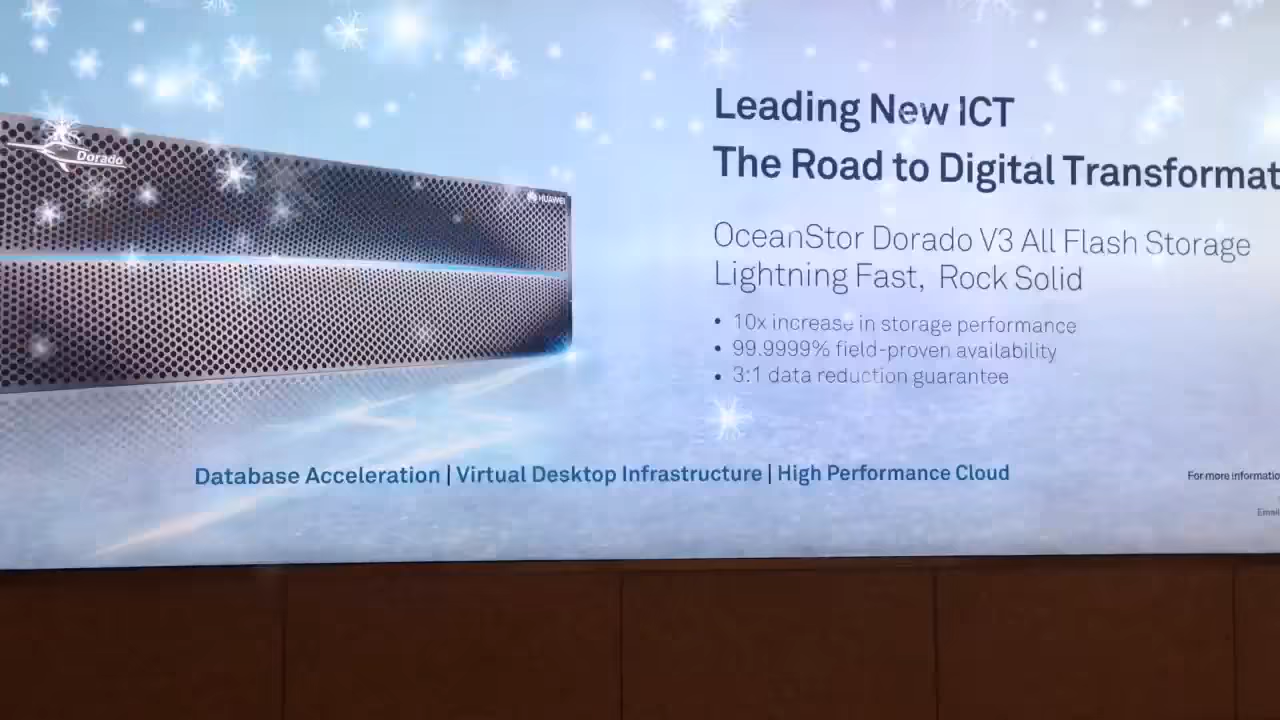 Dorado
HUAWEI
Leading New ICT
The Road to Digital Transformat
OceanStor Dorado V3 All Flash Storage
Lightning Fast, Rock Solid
• 10x increase in storage performance
• 99.9999% field-proven availability
• 3:1 data reduction guarantee
Database Acceleration | Virtual Desktop Infrastructure | High Performance Cloud
For more informatio
Email